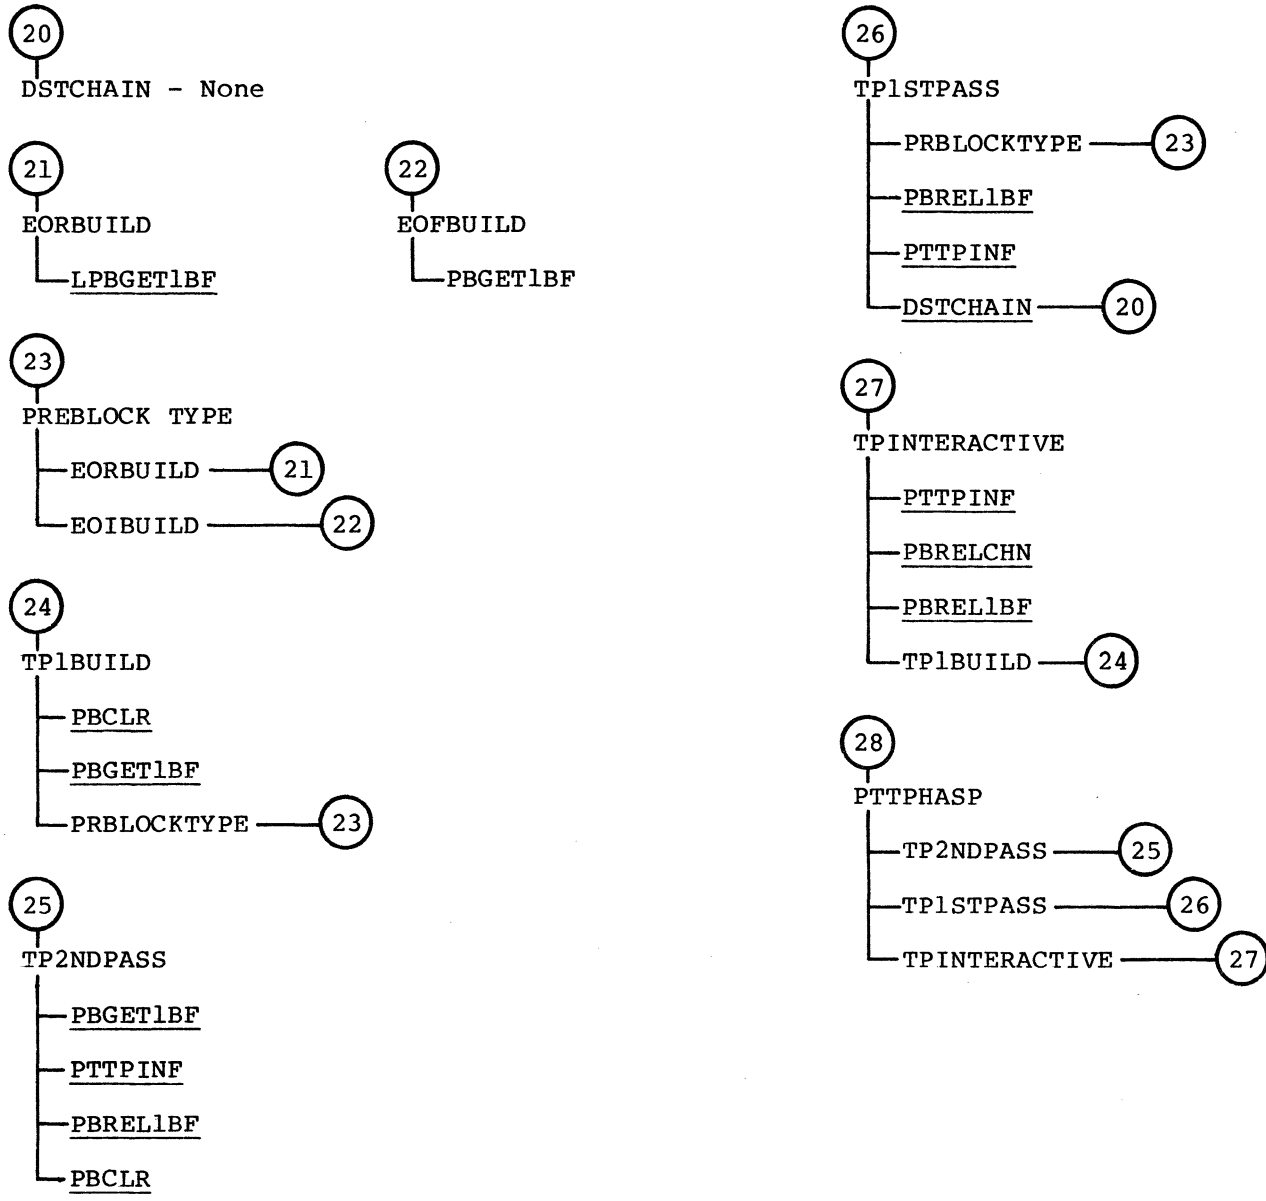 20
DSTCHAIN - None
21
EORBUILD
LPBGET1BF
22
EOFBUILD
PBGET1BF
23
PREBLOCK TYPE
EORBUILD 21
EOIBUILD 22
24
TP1BUILD
PBCLR
PBGET1BF
PRBLOCKTYPE 23
25
TP2NDPASS
PBGET1BF
PTTPINF
PBREL1BF
PBCLR
26
TP1STPASS
PRBLOCKTYPE 23
PBREL1BF
PTTPINF
DSTCHAIN 20
27
TPINTERACTIVE
PTTPINF
PBRELCHN
PBREL1BF
TP1BUILD 24
28
PTTPHASP
TP2NDPASS 25
TP1STPASS 26
TPINTERACTIVE 27